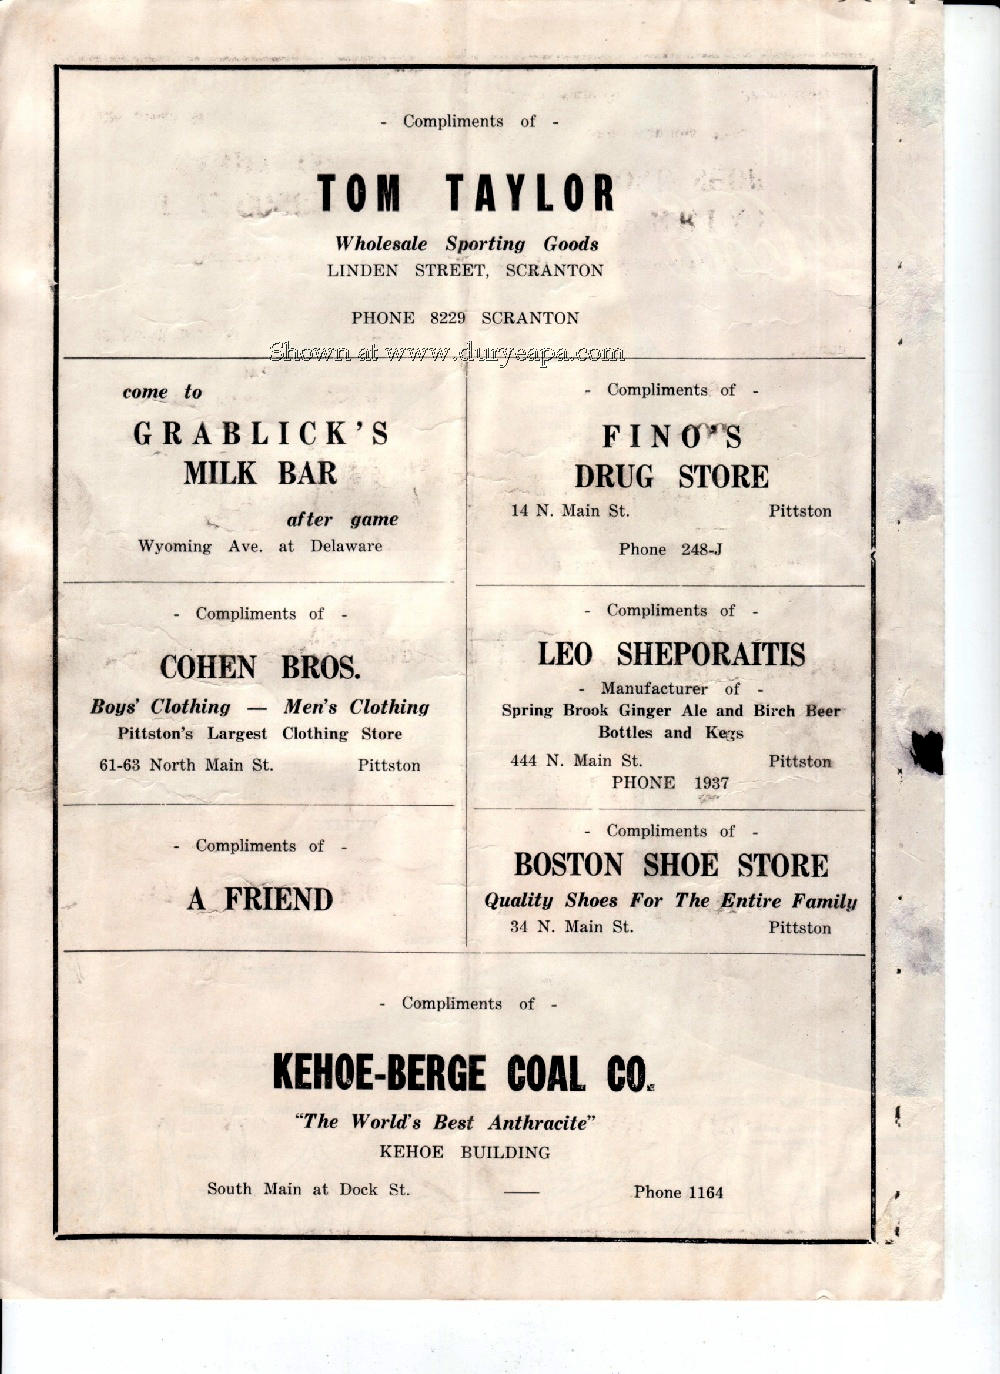 - Compliments of -
TOM TAYLOR
Wholesale Sporting Goods
LINDEN STREET, SCRANTON
PHONE 8229 SCRANTON
Shown at www.duryeapa.com
come to
GRABLICK'S
MILK BAR
after game
Wyoming Ave. at Delaware
- Compliments of -
FINO'S
DRUG STORE
14 N. Main St. Pittston
Phone 248-J
- Compliments of -
COHEN BROS.
Boys' Clothing — Men's Clothing
Pittston's Largest Clothing Store
61-63 North Main St. Pittston
- Compliments of -
LEO SHEPORAITIS
- Manufacturer of -
Spring Brook Ginger Ale and Birch Beer
Bottles and Kegs
444 N. Main St. Pittston
PHONE 1937
- Compliments of -
A FRIEND
- Compliments of -
BOSTON SHOE STORE
Quality Shoes For The Entire Family
34 N. Main St. Pittston
- Compliments of -
KEHOE-BERGE COAL CO.
"The World's Best Anthracite"
KEHOE BUILDING
South Main at Dock St. — Phone 1164